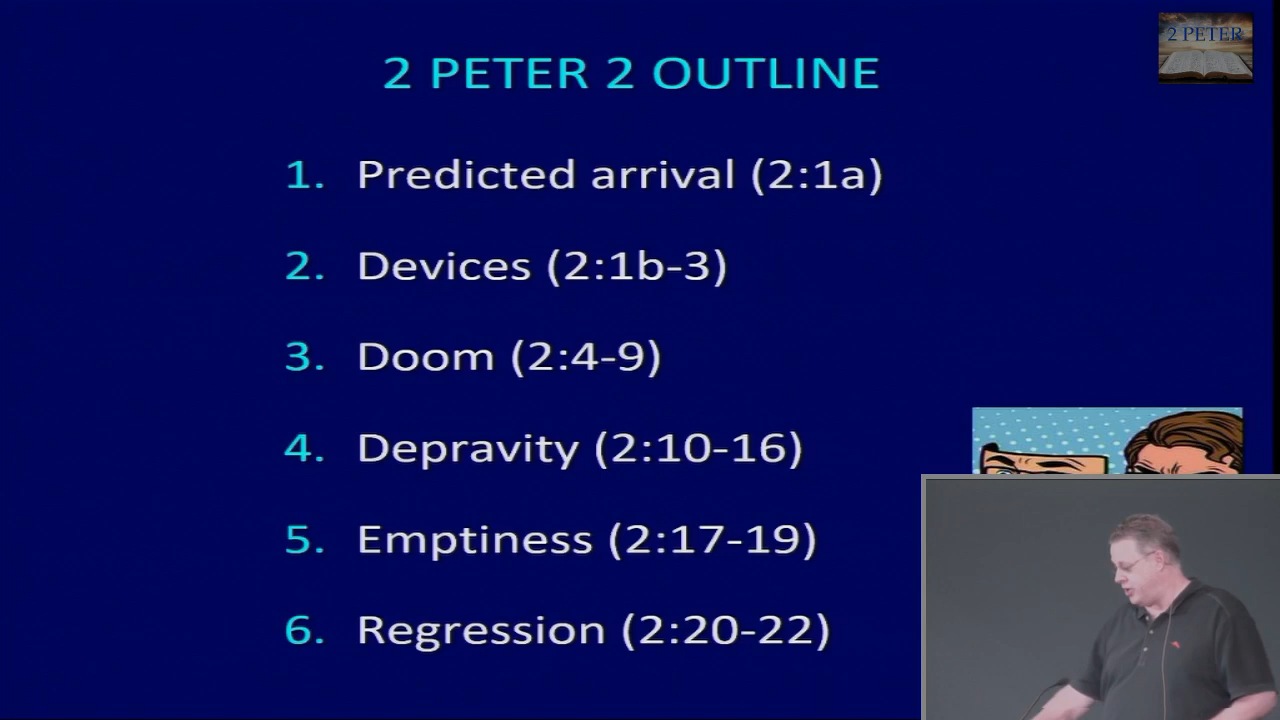 2 PETER
2 PETER 2 OUTLINE
1. Predicted arrival (2:1a)
2. Devices (2:1b-3)
3. Doom (2:4-9)
4. Depravity (2:10-16)
5. Emptiness (2:17-19)
6. Regression (2:20-22)